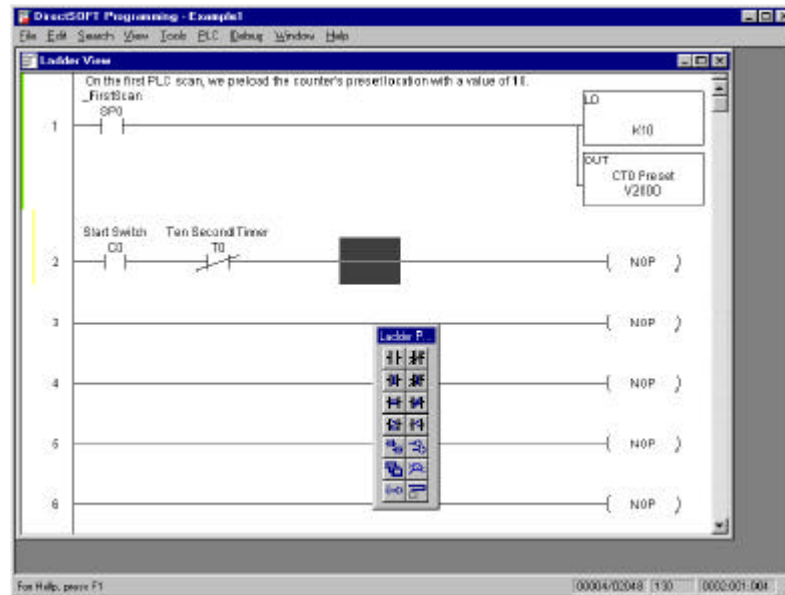 DirectSOFT Programming - Example1
File Edit Search View Tools PLC Debug Window Help
Ladder View
On the first PLC scan, we preload the counter's preset location with a value of 10.
_FirstScan
SP0
1
LD
K10
OUT
CT0 Preset
V2000
Start Switch Ten Second Timer
C0 T0
2
( NOP )
3
( NOP )
Ladder P...
4
( NOP )
5
( NOP )
6
( NOP )
For Help, press F1
00004/02048 130 0002:001:004